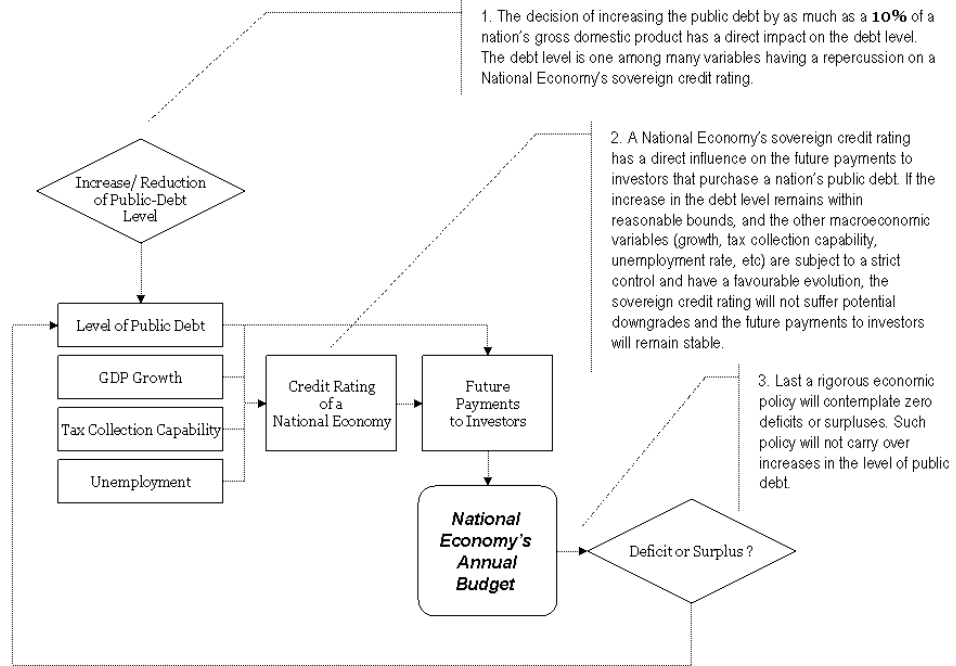 1. The decision of increasing the public debt by as much as a 10% of a
nation's gross domestic product has a direct impact on the debt level.
The debt level is one among many variables having a repercussion on a
National Economy's sovereign credit rating.
2. A National Economy's sovereign credit rating
has a direct influence on the future payments to
investors that purchase a nation's public debt. If the
increase in the debt level remains within
reasonable bounds, and the other macroeconomic
variables (growth, tax collection capability,
unemployment rate, etc) are subject to a strict
control and have a favourable evolution, the
sovereign credit rating will not suffer potential
downgrades and the future payments to investors
will remain stable.
Increase/ Reduction
of Public-Debt
Level
Level of Public Debt
GDP Growth
Tax Collection Capability
Unemployment
Credit Rating
of a
National Economy
Future
Payments
to Investors
3. Last a rigorous economic
policy will contemplate zero
deficits or surpluses. Such
policy will not carry over
increases in the level of public
debt.
National
Economy's
Annual
Budget
Deficit or Surplus ?